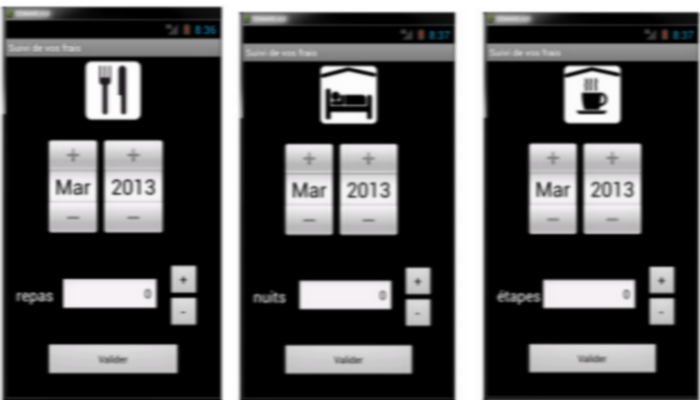 8:36
Suivi de vos frais
+ +
Mar 2013
− −
repas 0 + -
Valider
8:37
Suivi de vos frais
+ +
Mar 2013
− −
nuits 0 + -
Valider
8:37
Suivi de vos frais
+ +
Mar 2013
− −
étapes 0 + -
Valider